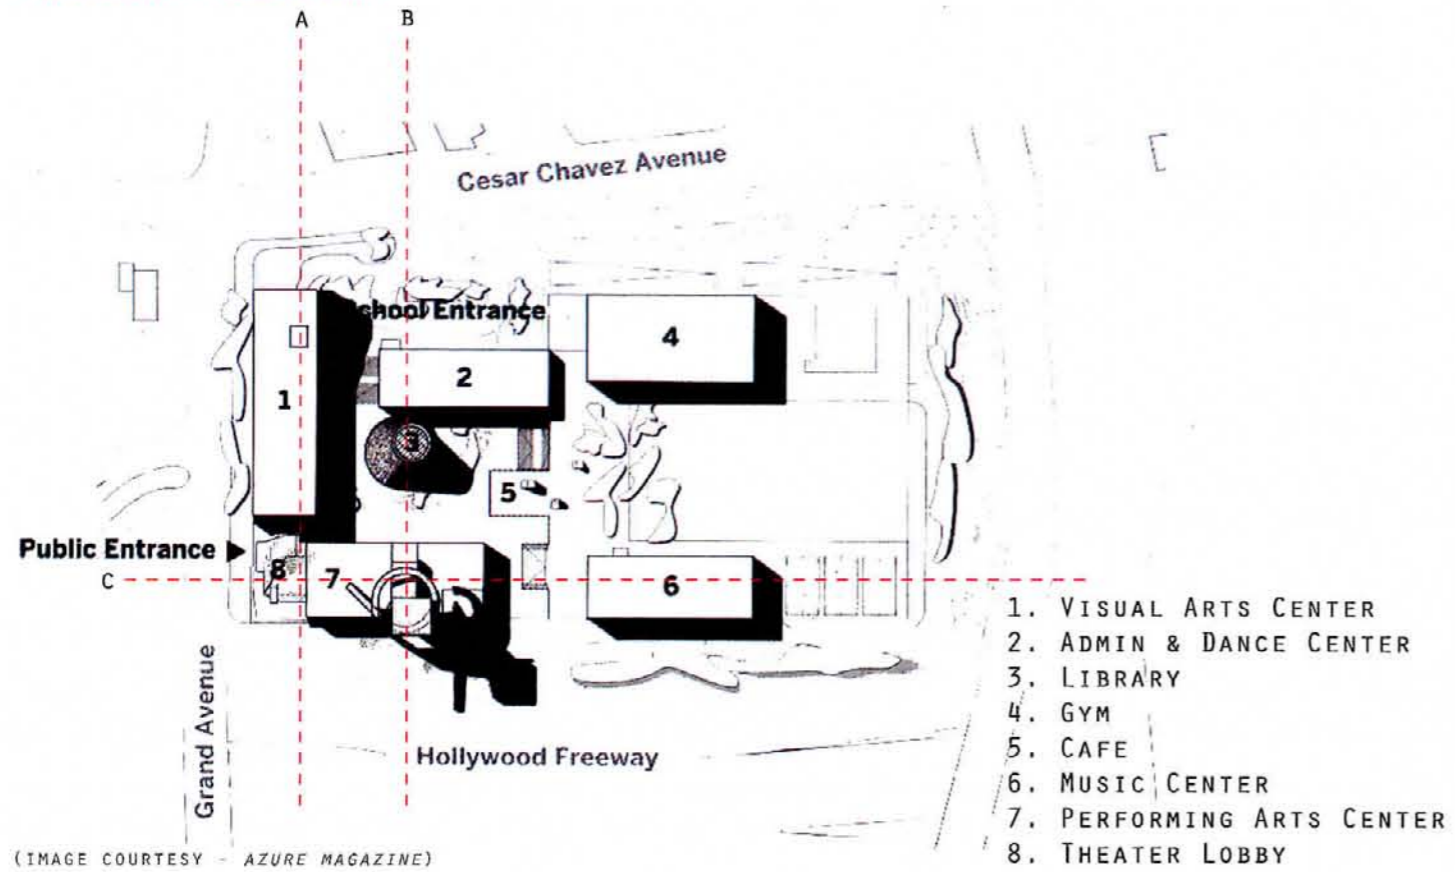 A
B
Cesar Chavez Avenue
chool Entrance
4
2
1
3
5
Public Entrance
8
7
6
C
Grand Avenue
Hollywood Freeway
1. VISUAL ARTS CENTER
2. ADMIN & DANCE CENTER
3. LIBRARY
4. GYM
5. CAFE
6. MUSIC CENTER
7. PERFORMING ARTS CENTER
8. THEATER LOBBY
(IMAGE COURTESY - AZURE MAGAZINE)